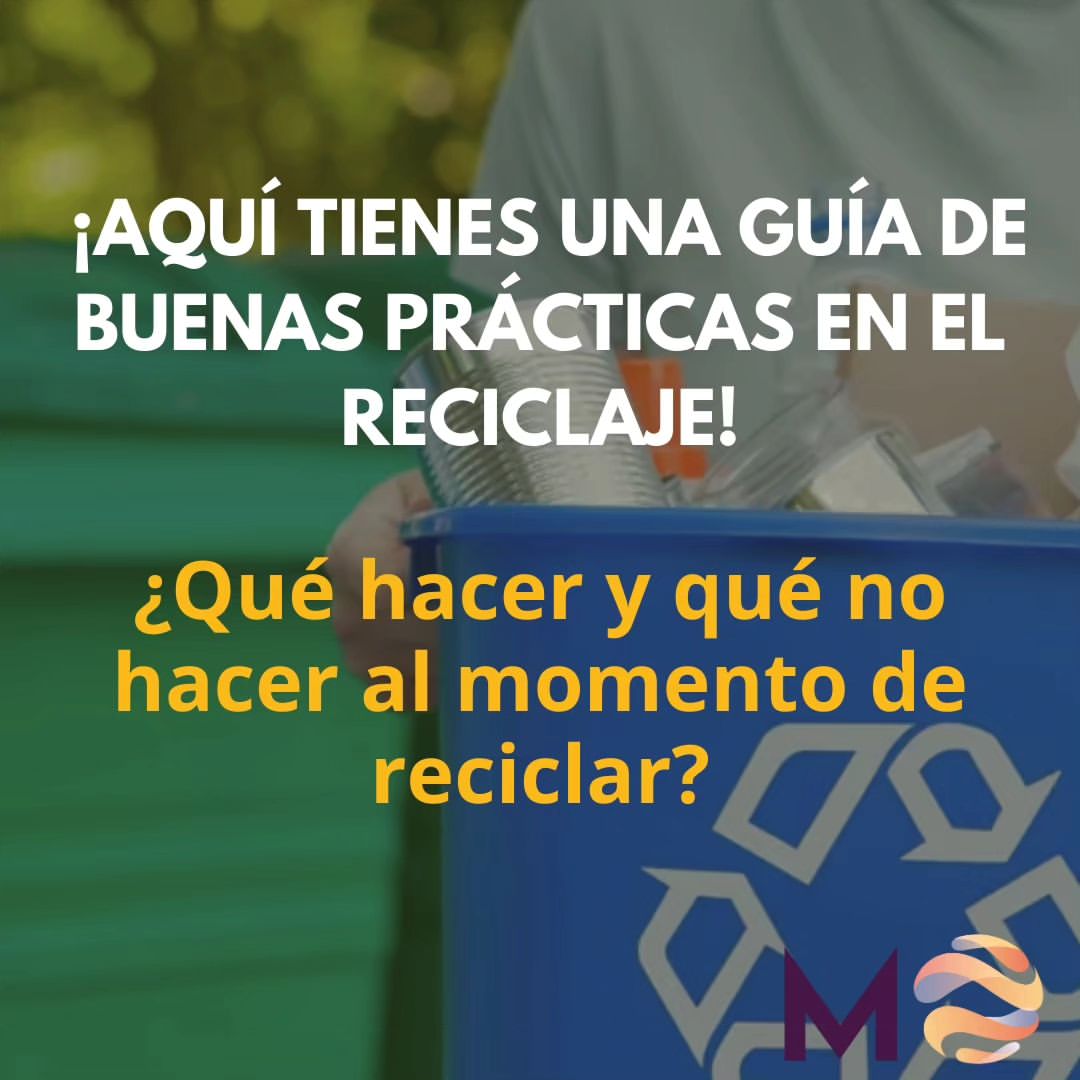 ¡AQUÍ TIENES UNA GUÍA DE
BUENAS PRÁCTICAS EN EL
RECICLAJE!
¿Qué hacer y qué no
hacer al momento de
reciclar?
M